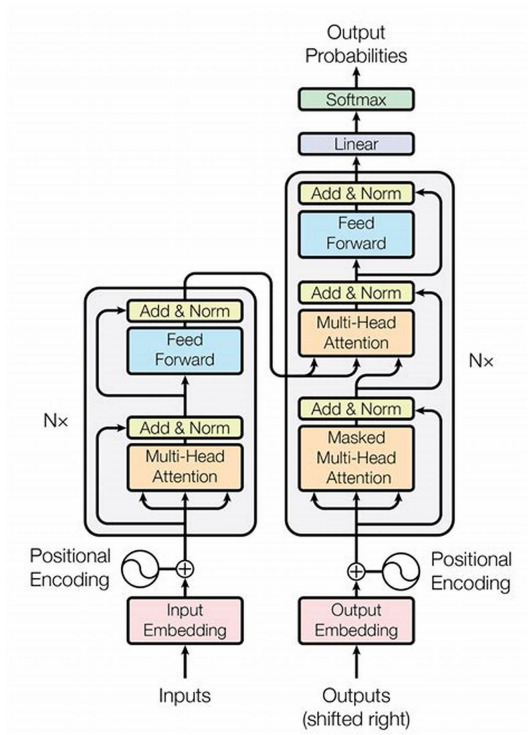 Output
Probabilities
Softmax
Linear
Add & Norm
Feed
Forward
Add & Norm
Multi-Head
Attention
Add & Norm
Masked
Multi-Head
Attention
Nx
Positional
Encoding
Output
Embedding
Outputs
(shifted right)
Add & Norm
Feed
Forward
Add & Norm
Multi-Head
Attention
Nx
Positional
Encoding
Input
Embedding
Inputs